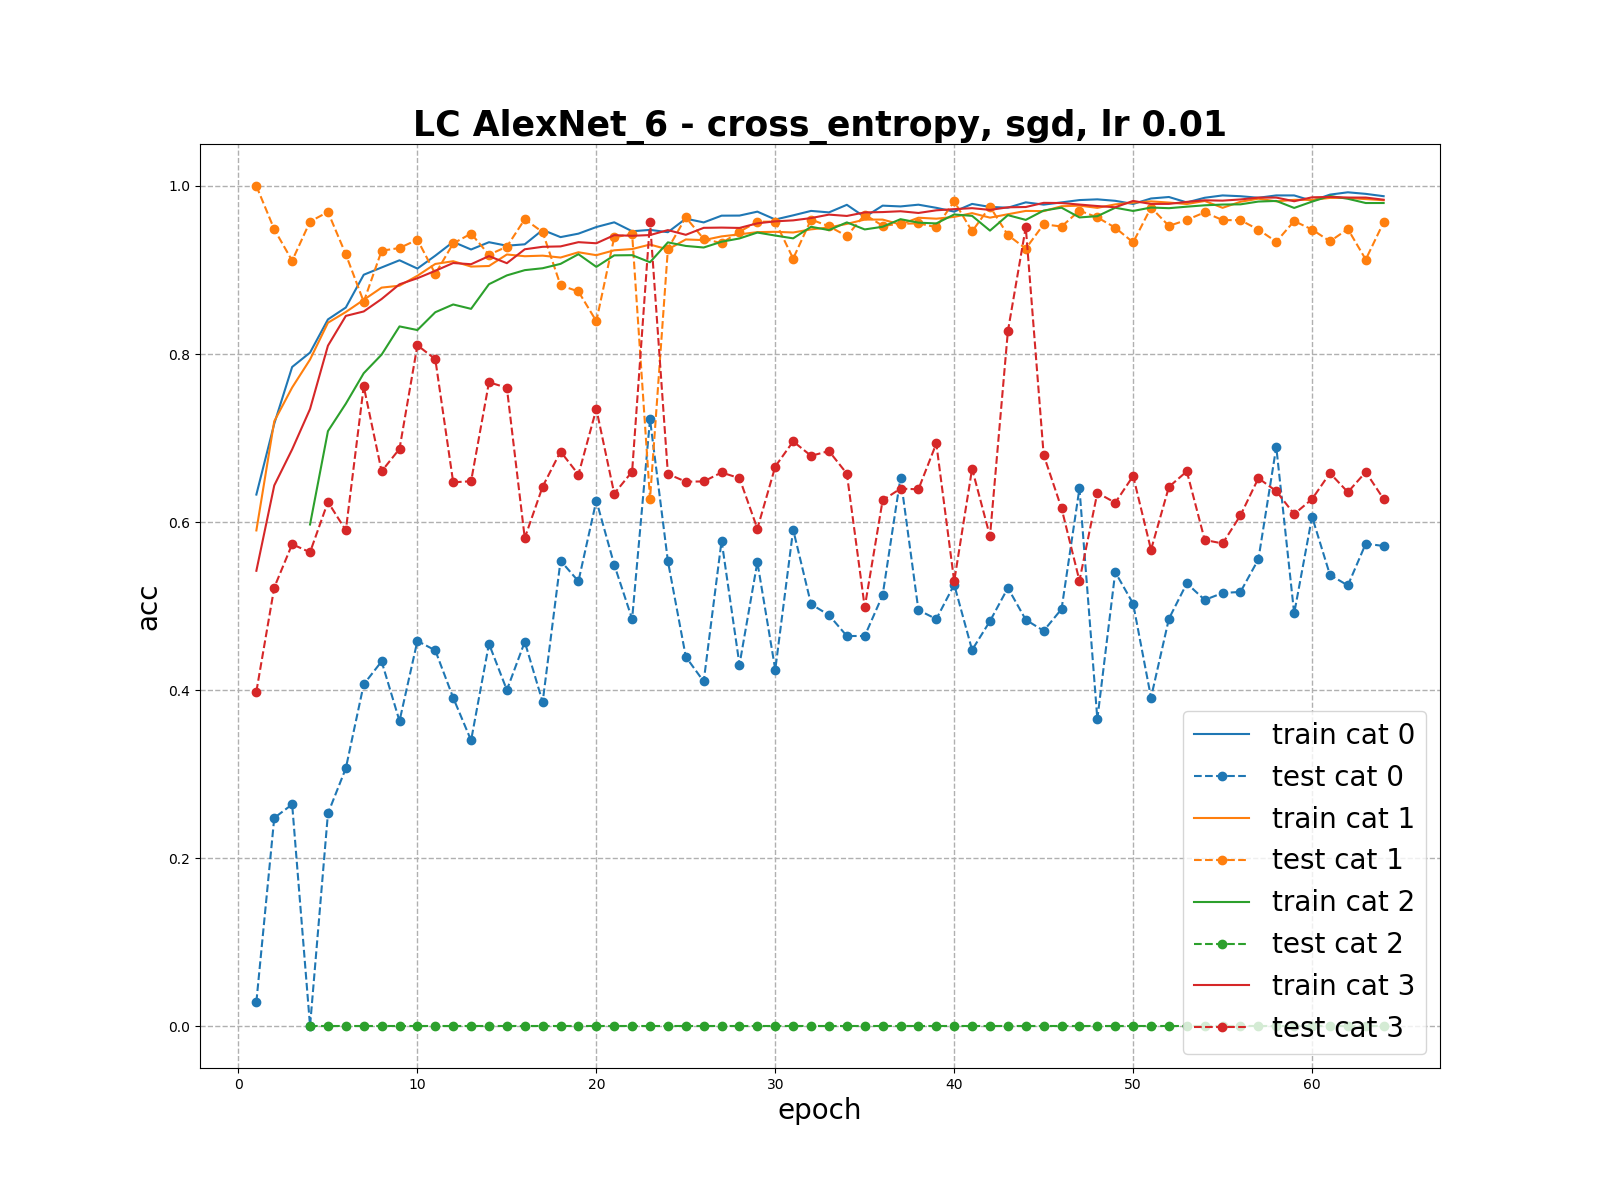 LC AlexNet_6 - cross_entropy, sgd, lr 0.01
1.0
0.8
0.6
0.4
0.2
0.0
acc
0 10 20 30 40 50 60
epoch
train cat 0
test cat 0
train cat 1
test cat 1
train cat 2
test cat 2
train cat 3
test cat 3